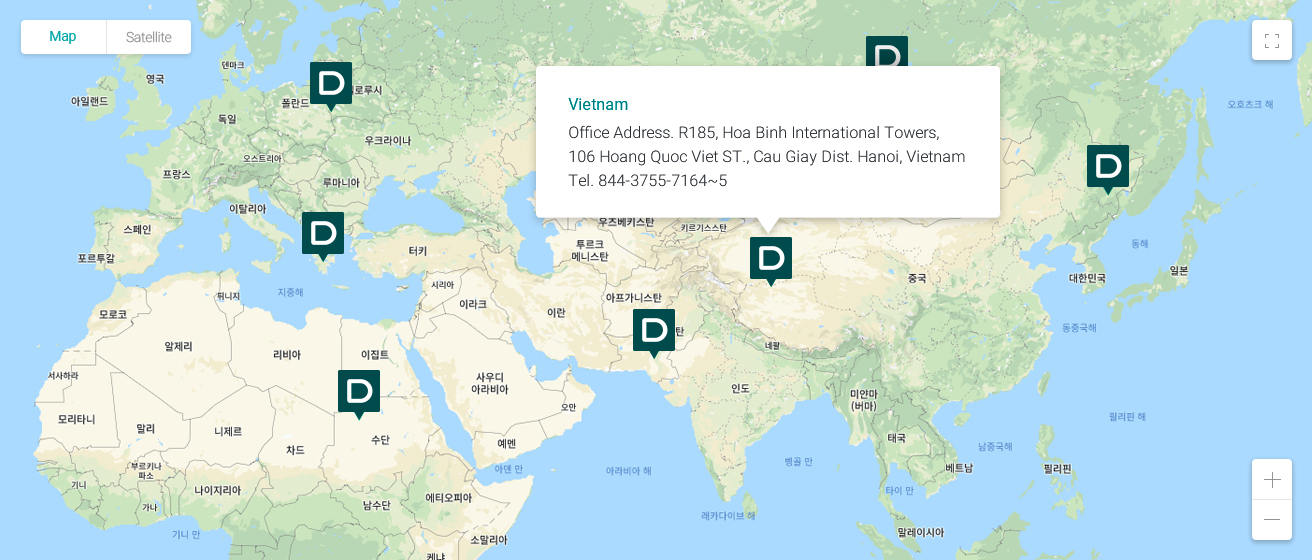 Map
Satellite
D
덴마크
영국
아일랜드
D
폴란드
로루시
독일
우크라이나
오스트리아
프랑스
루마니아
이탈리아
스페인
D
포르투갈
터키
지중해
튀니지
모로코
시리아
이라크
이란
알제리
리비아
이집트
서사하라
D
사우디
아라비아
오만
모리타니
말리
니제르
차드
수단
예멘
아덴 만
부르키나
파소
기니
가나
나이지리아
에티오피아
남수단
기니 만
소말리아
케냐
Vietnam
Office Address. R185, Hoa Binh International Towers,
106 Hoang Quoc Viet ST., Cau Giay Dist. Hanoi, Vietnam
Tel. 844-3755-7164~5
우즈베키스탄
키르기스스탄
투르크
메니스탄
D
아프가니스탄
D
탄
네팔
인도
아라비아 해
벵골 만
래카다이브 해
중국
미얀마
(버마)
태국
베트남
남중국해
타이 만
말레이시아
필리핀
필리핀 해
오호츠크 해
D
동해
대한민국
일본
동중국해